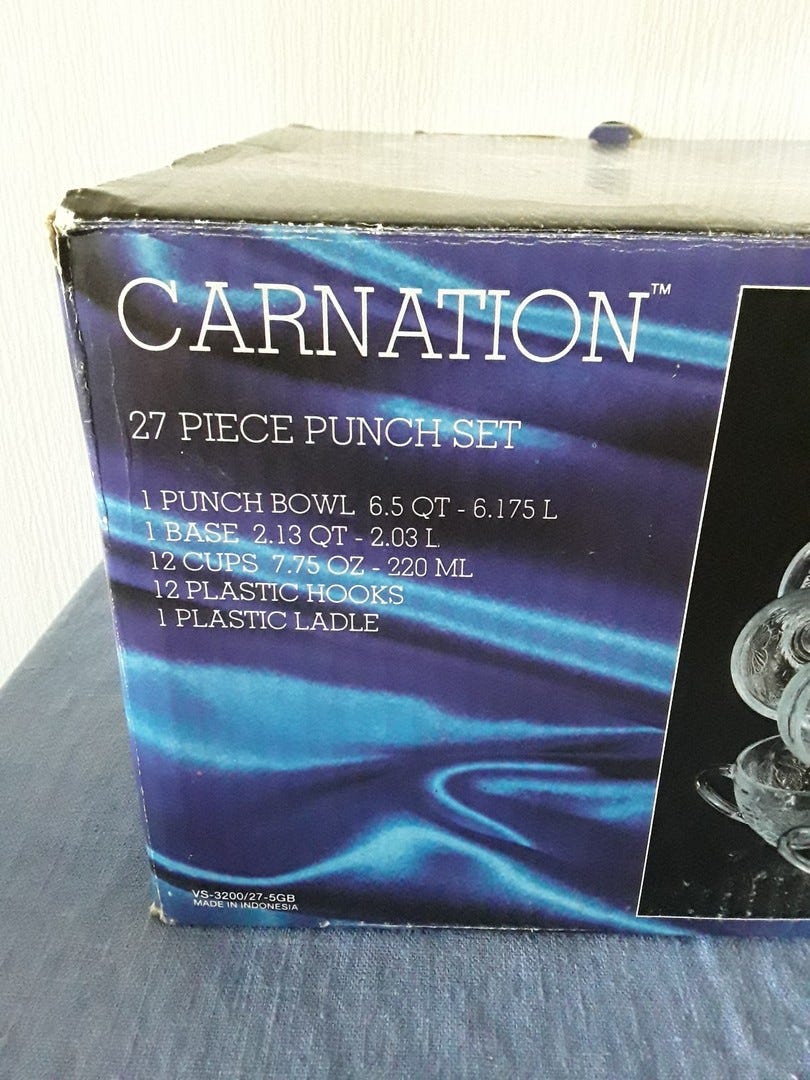 CARNATION™
27 PIECE PUNCH SET
1 PUNCH BOWL 6.5 QT - 6.175 L
1 BASE 2.13 QT - 2.03 L
12 CUPS 7.75 OZ - 220 ML
12 PLASTIC HOOKS
1 PLASTIC LADLE
VS-3200/27-5GB
MADE IN INDONESIA